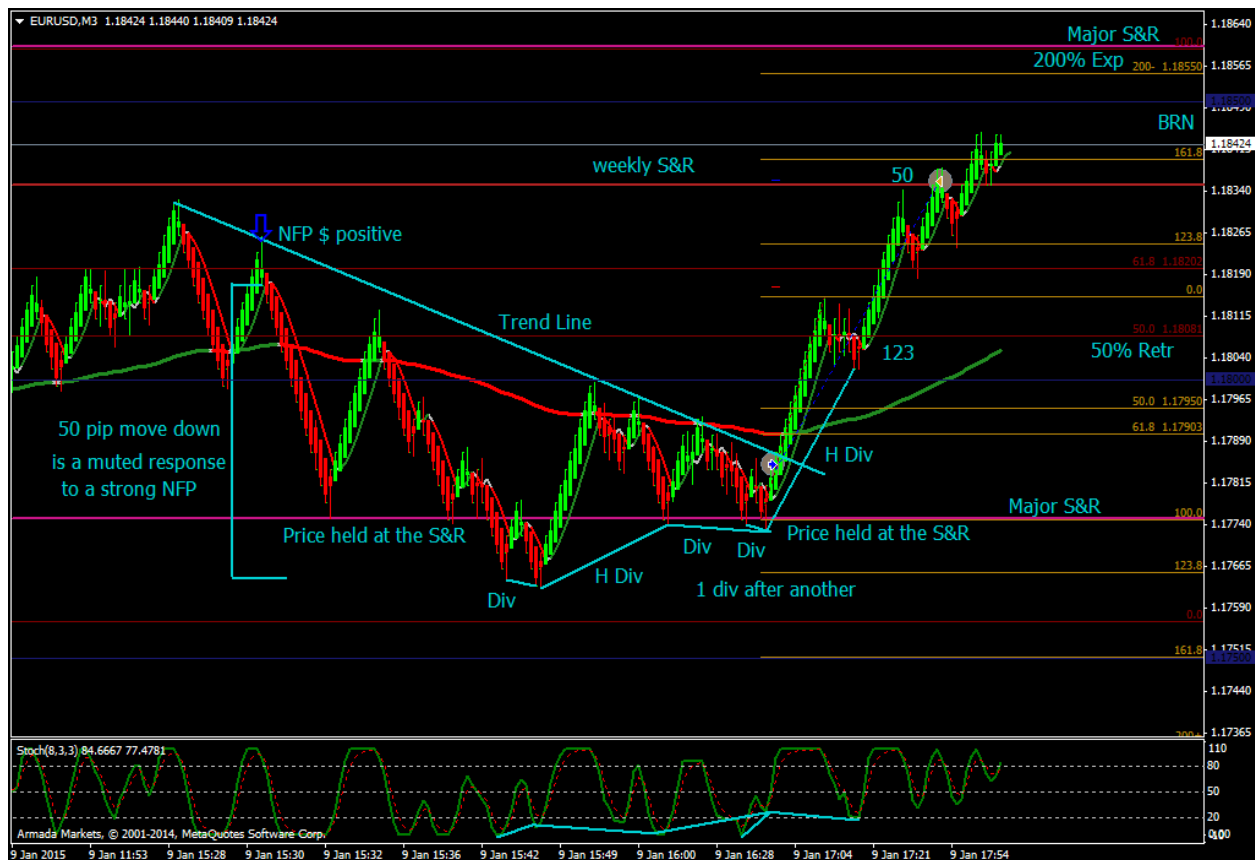 EURUSD,M3 1.18424 1.18440 1.18409 1.18424
1.18640
Major S&R
100.0
200% Exp
200- 1.18550
1.18565
1.18500
1.18490
BRN
1.18424
161.8
weekly S&R
50
1.18340
NFP $ positive
123.8
1.18265
61.8 1.18202
1.18190
0.0
Trend Line
1.18115
50.0 1.18081
123
50% Retr
1.18040
1.18000
50.0 1.17950
1.17965
50 pip move down
is a muted response
to a strong NFP
61.8 1.17903
1.17890
H Div
1.17815
Major S&R
100.0
1.17740
Price held at the S&R
Price held at the S&R
Div
Div
H Div
1 div after another
Div
123.8
1.17665
1.17590
0.0
161.8
1.17515
1.17500
1.17440
1.17365
Stoch(8,3,3) 84.6667 77.4781
110
80
50
20
Armada Markets, © 2001-2014, MetaQuotes Software Corp.
9 Jan 2015 9 Jan 11:53 9 Jan 15:28 9 Jan 15:30 9 Jan 15:32 9 Jan 15:36 9 Jan 15:42 9 Jan 15:49 9 Jan 16:00 9 Jan 16:28 9 Jan 17:04 9 Jan 17:21 9 Jan 17:54